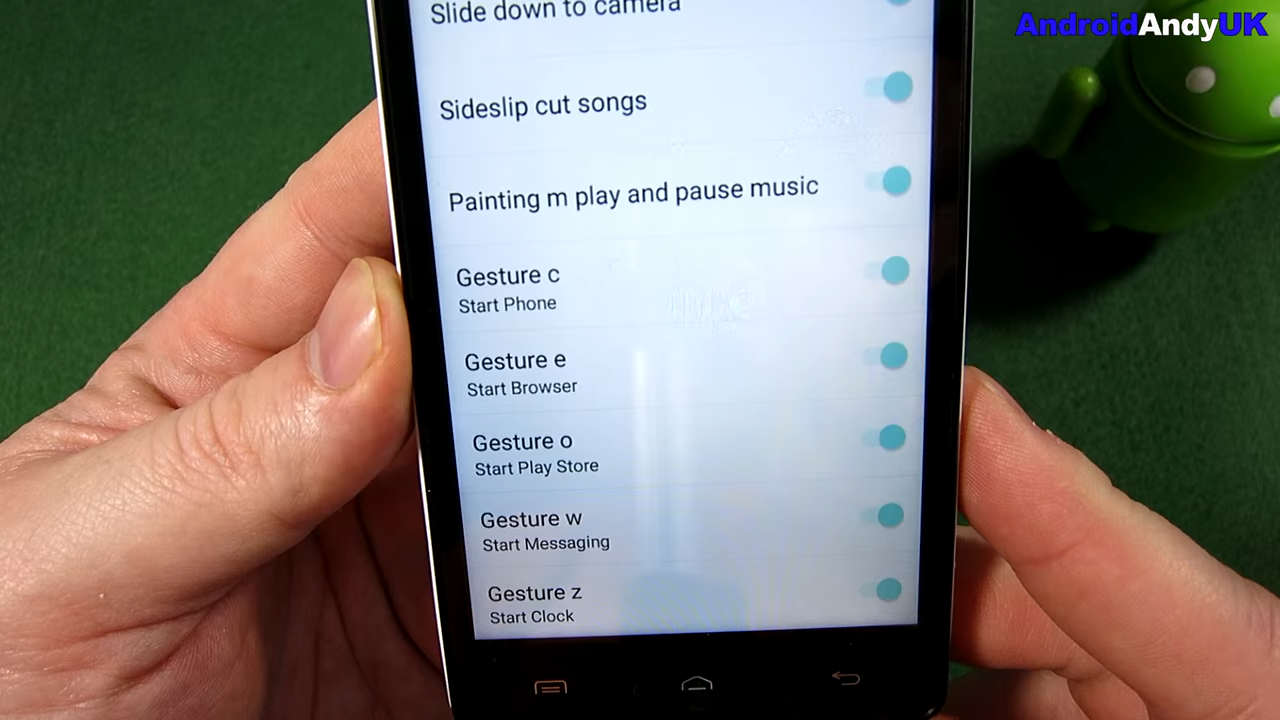 AndroidAndyUK
Slide down to camera
Sideslip cut songs
Painting m play and pause music
Gesture c
Start Phone
Gesture e
Start Browser
Gesture o
Start Play Store
Gesture w
Start Messaging
Gesture z
Start Clock